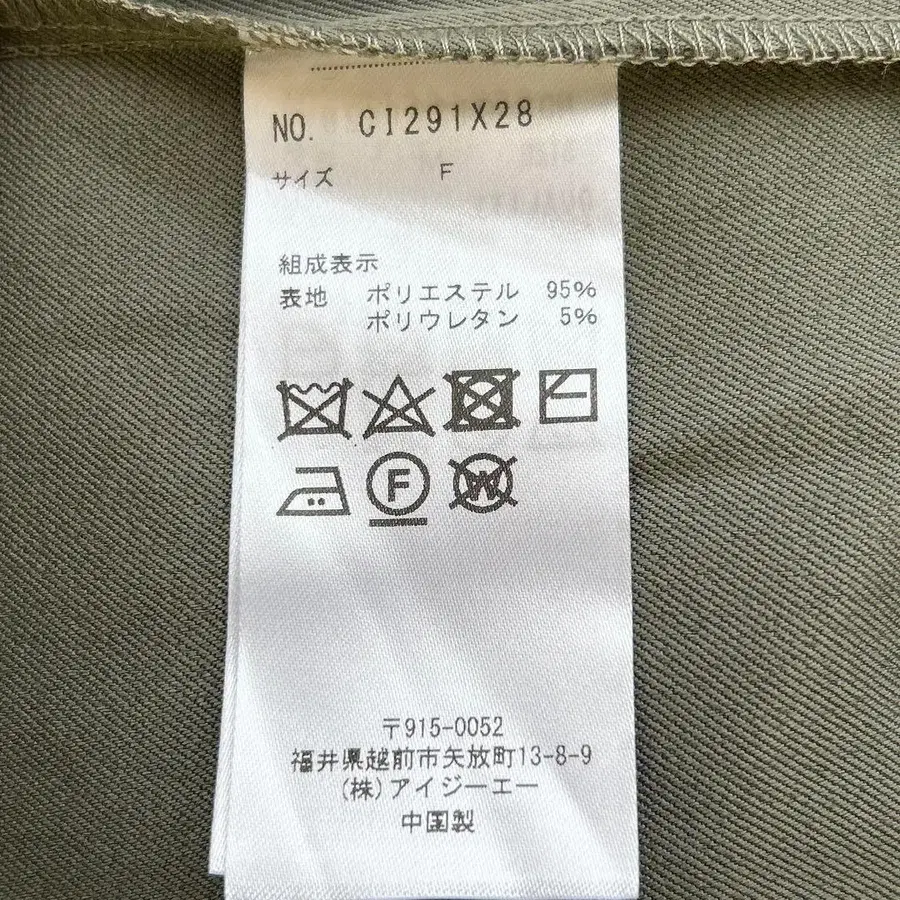 NO. CI291X28
サイズ F
組成表示
表地 ポリエステル 95%
ポリウレタン 5%
F
W
〒915-0052
福井県越前市矢放町13-8-9
(株)アイジーエー
中国製